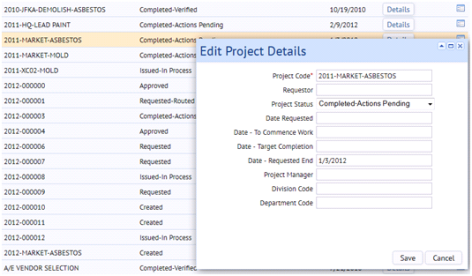 2010-JFKA-DEMOLISH-ASBESTOS Completed-Verified 10/19/2010 Details
2011-HQ-LEAD PAINT Completed-Actions Pending 2/9/2012 Details
2011-MARKET-ASBESTOS Completed-Actions Details
2011-MARKET-MOLD Completed-Actions
2011-XC02-MOLD Issued-In Process
2012-000000 Approved
2012-000001 Requested-Routed
2012-000003 Completed-Actions
2012-000004 Approved
2012-000006 Requested
2012-000007 Requested
2012-000008 Issued-In Process
2012-000009 Requested
2012-000010 Created
2012-000011 Created
2012-000012 Issued-In Process
2012-MARKET-ASBESTOS Created
A/E VENDOR SELECTION Completed-Verified
Edit Project Details
Project Code* 2011-MARKET-ASBESTOS
Requestor
Project Status Completed-Actions Pending
Date Requested
Date - To Commence Work
Date - Target Completion
Date - Requested End 1/3/2012
Project Manager
Division Code
Department Code
Save Cancel